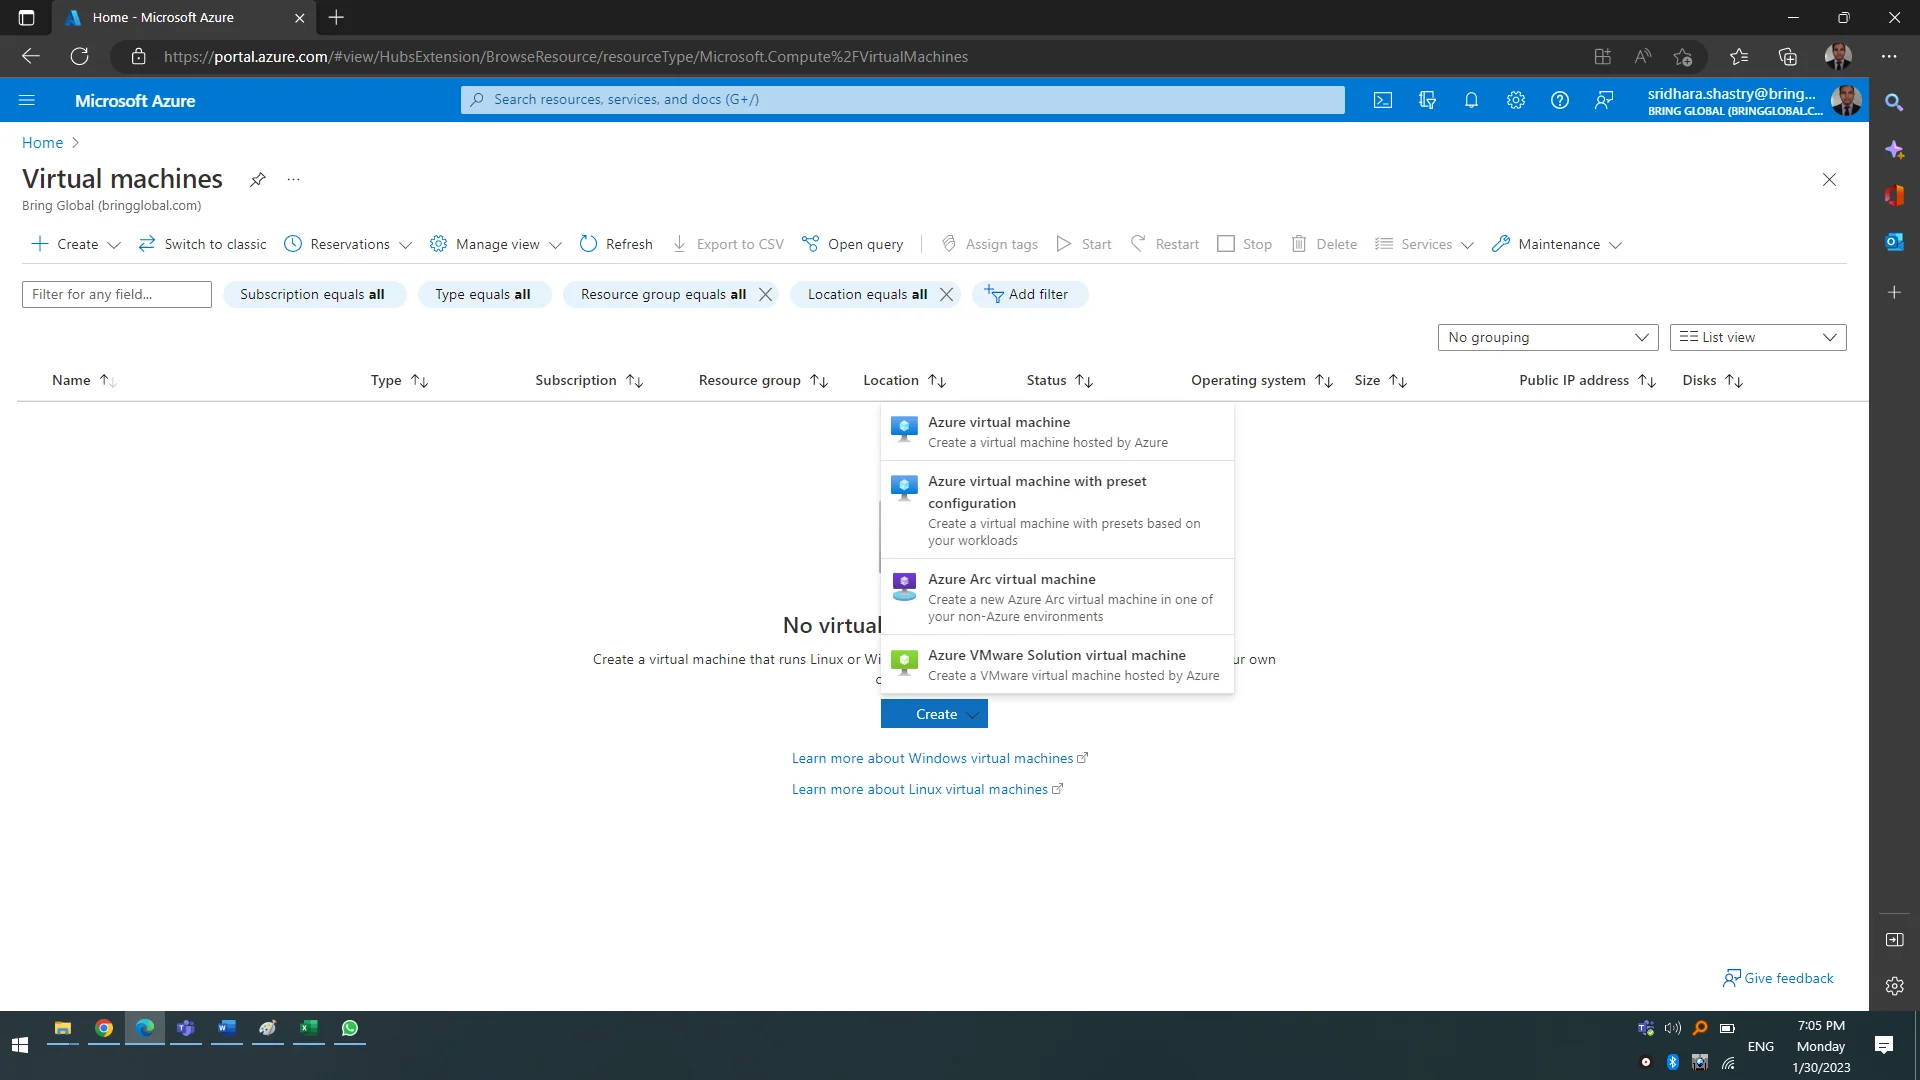 Home - Microsoft Azure
https://portal.azure.com/#view/HubsExtension/BrowseResource/resourceType/Microsoft.Compute%2FVirtualMachines
Microsoft Azure
Search resources, services, and docs (G+/)
sridhara.shastry@bring...
BRING GLOBAL (BRINGGLOBAL.C...
Home
Virtual machines
Bring Global (bringglobal.com)
Create
Switch to classic
Reservations
Manage view
Refresh
Export to CSV
Open query
Assign tags
Start
Restart
Stop
Delete
Services
Maintenance
Filter for any field...
Subscription equals all
Type equals all
Resource group equals all
Location equals all
Add filter
No grouping
List view
Name
Type
Subscription
Resource group
Location
Status
Operating system
Size
Public IP address
Disks
Azure virtual machine
Create a virtual machine hosted by Azure
Azure virtual machine with preset
configuration
Create a virtual machine with presets based on
your workloads
Azure Arc virtual machine
Create a new Azure Arc virtual machine in one of
your non-Azure environments
Azure VMware Solution virtual machine
Create a VMware virtual machine hosted by Azure
No virtual
Create a virtual machine that runs Linux or Wi
ur own
Create
Learn more about Windows virtual machines
Learn more about Linux virtual machines
Give feedback
7:05 PM
ENG
Monday
1/30/2023